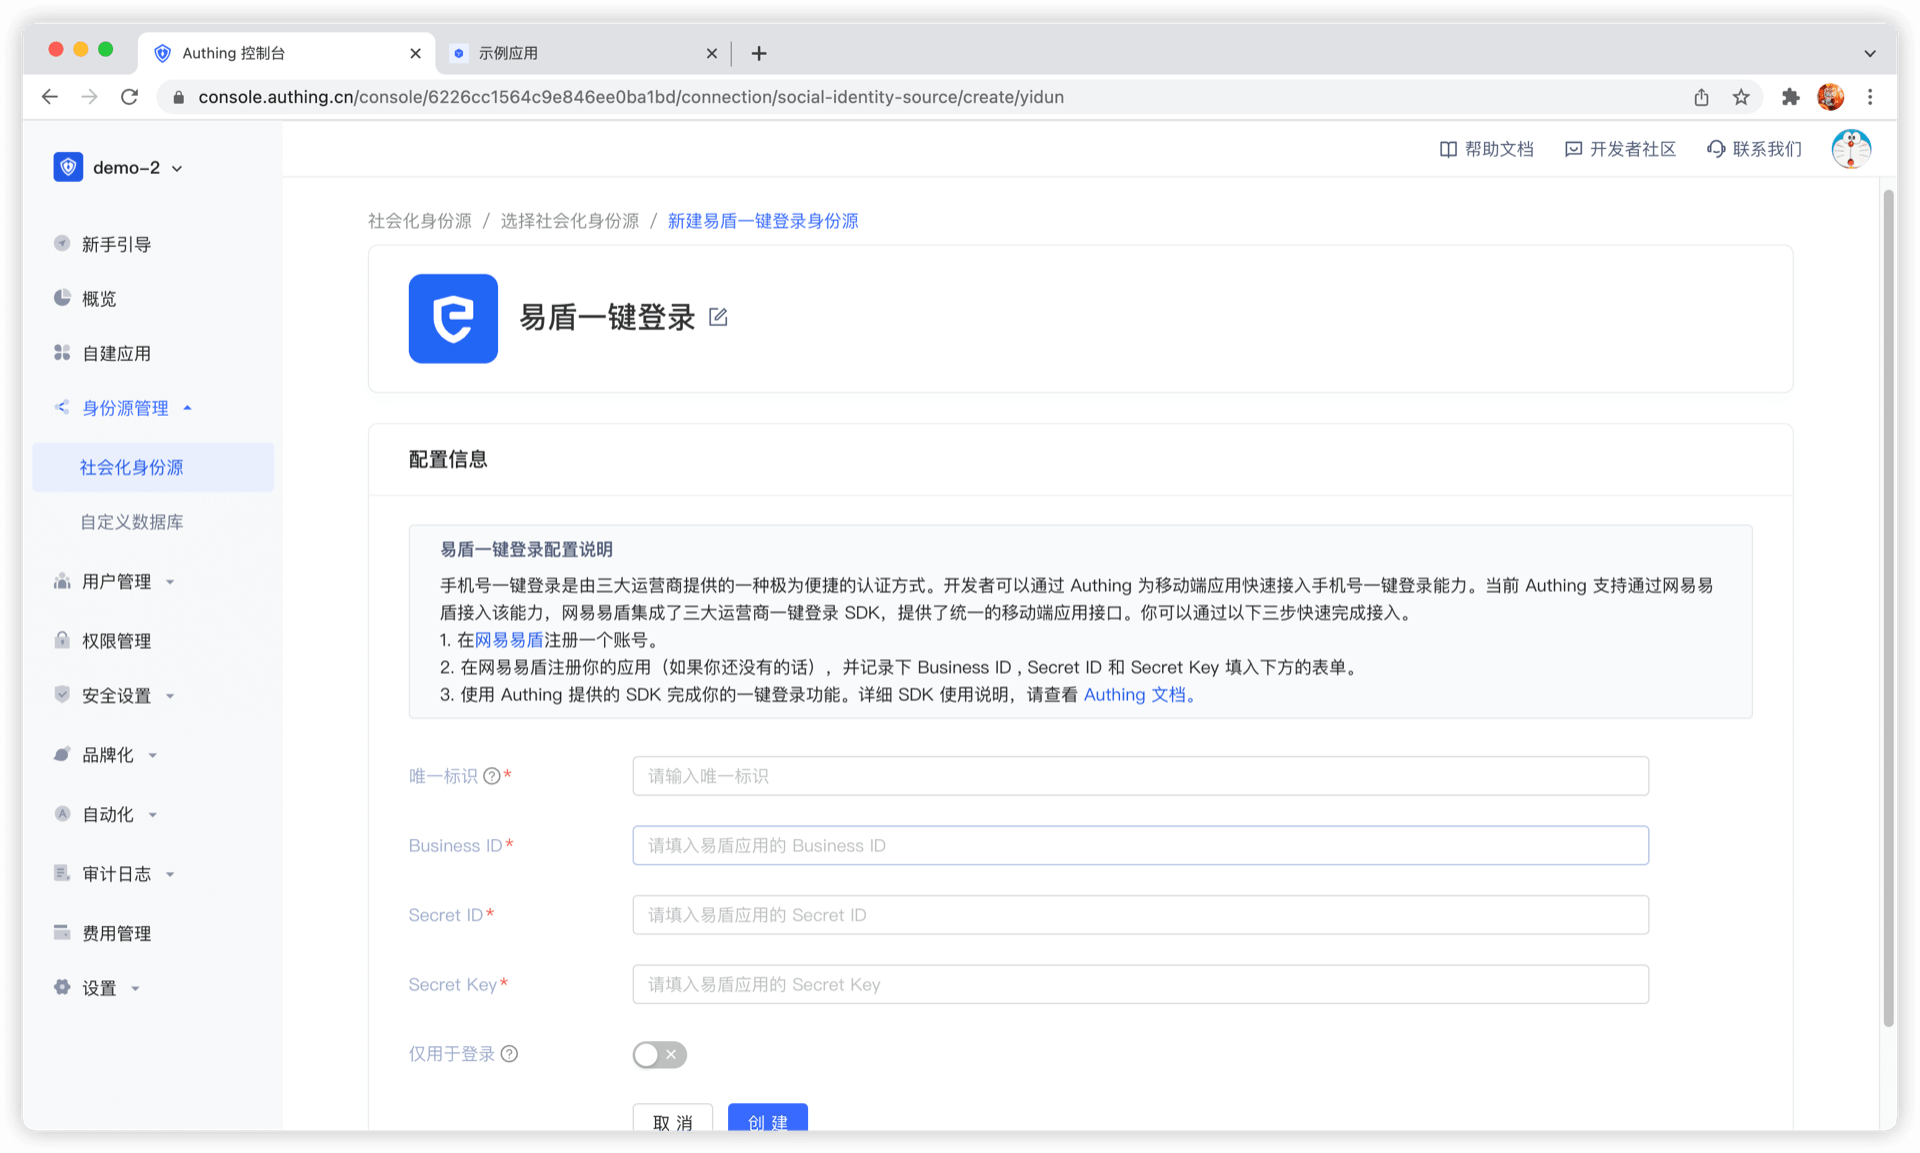 Authing 控制台
示例应用
console.authing.cn/console/6226cc1564c9e846ee0ba1bd/connection/social-identity-source/create/yidun
demo-2
帮助文档
开发者社区
联系我们
新手引导
概览
自建应用
身份源管理
社会化身份源
自定义数据库
用户管理
权限管理
安全设置
品牌化
自动化
审计日志
费用管理
设置
社会化身份源 / 选择社会化身份源 / 新建易盾一键登录身份源
易盾一键登录
配置信息
易盾一键登录配置说明
手机号一键登录是由三大运营商提供的一种极为便捷的认证方式。开发者可以通过 Authing 为移动端应用快速接入手机号一键登录能力。当前 Authing 支持通过网易易
盾接入该能力，网易易盾集成了三大运营商一键登录 SDK，提供了统一的移动端应用接口。你可以通过以下三步快速完成接入。
1. 在网易易盾注册一个账号。
2. 在网易易盾注册你的应用（如果你还没有的话），并记录下 Business ID , Secret ID 和 Secret Key 填入下方的表单。
3. 使用 Authing 提供的 SDK 完成你的一键登录功能。详细 SDK 使用说明，请查看 Authing 文档。
唯一标识 ? *
请输入唯一标识
Business ID *
请填入易盾应用的 Business ID
Secret ID *
请填入易盾应用的 Secret ID
Secret Key *
请填入易盾应用的 Secret Key
仅用于登录 ?
取 消
创 建